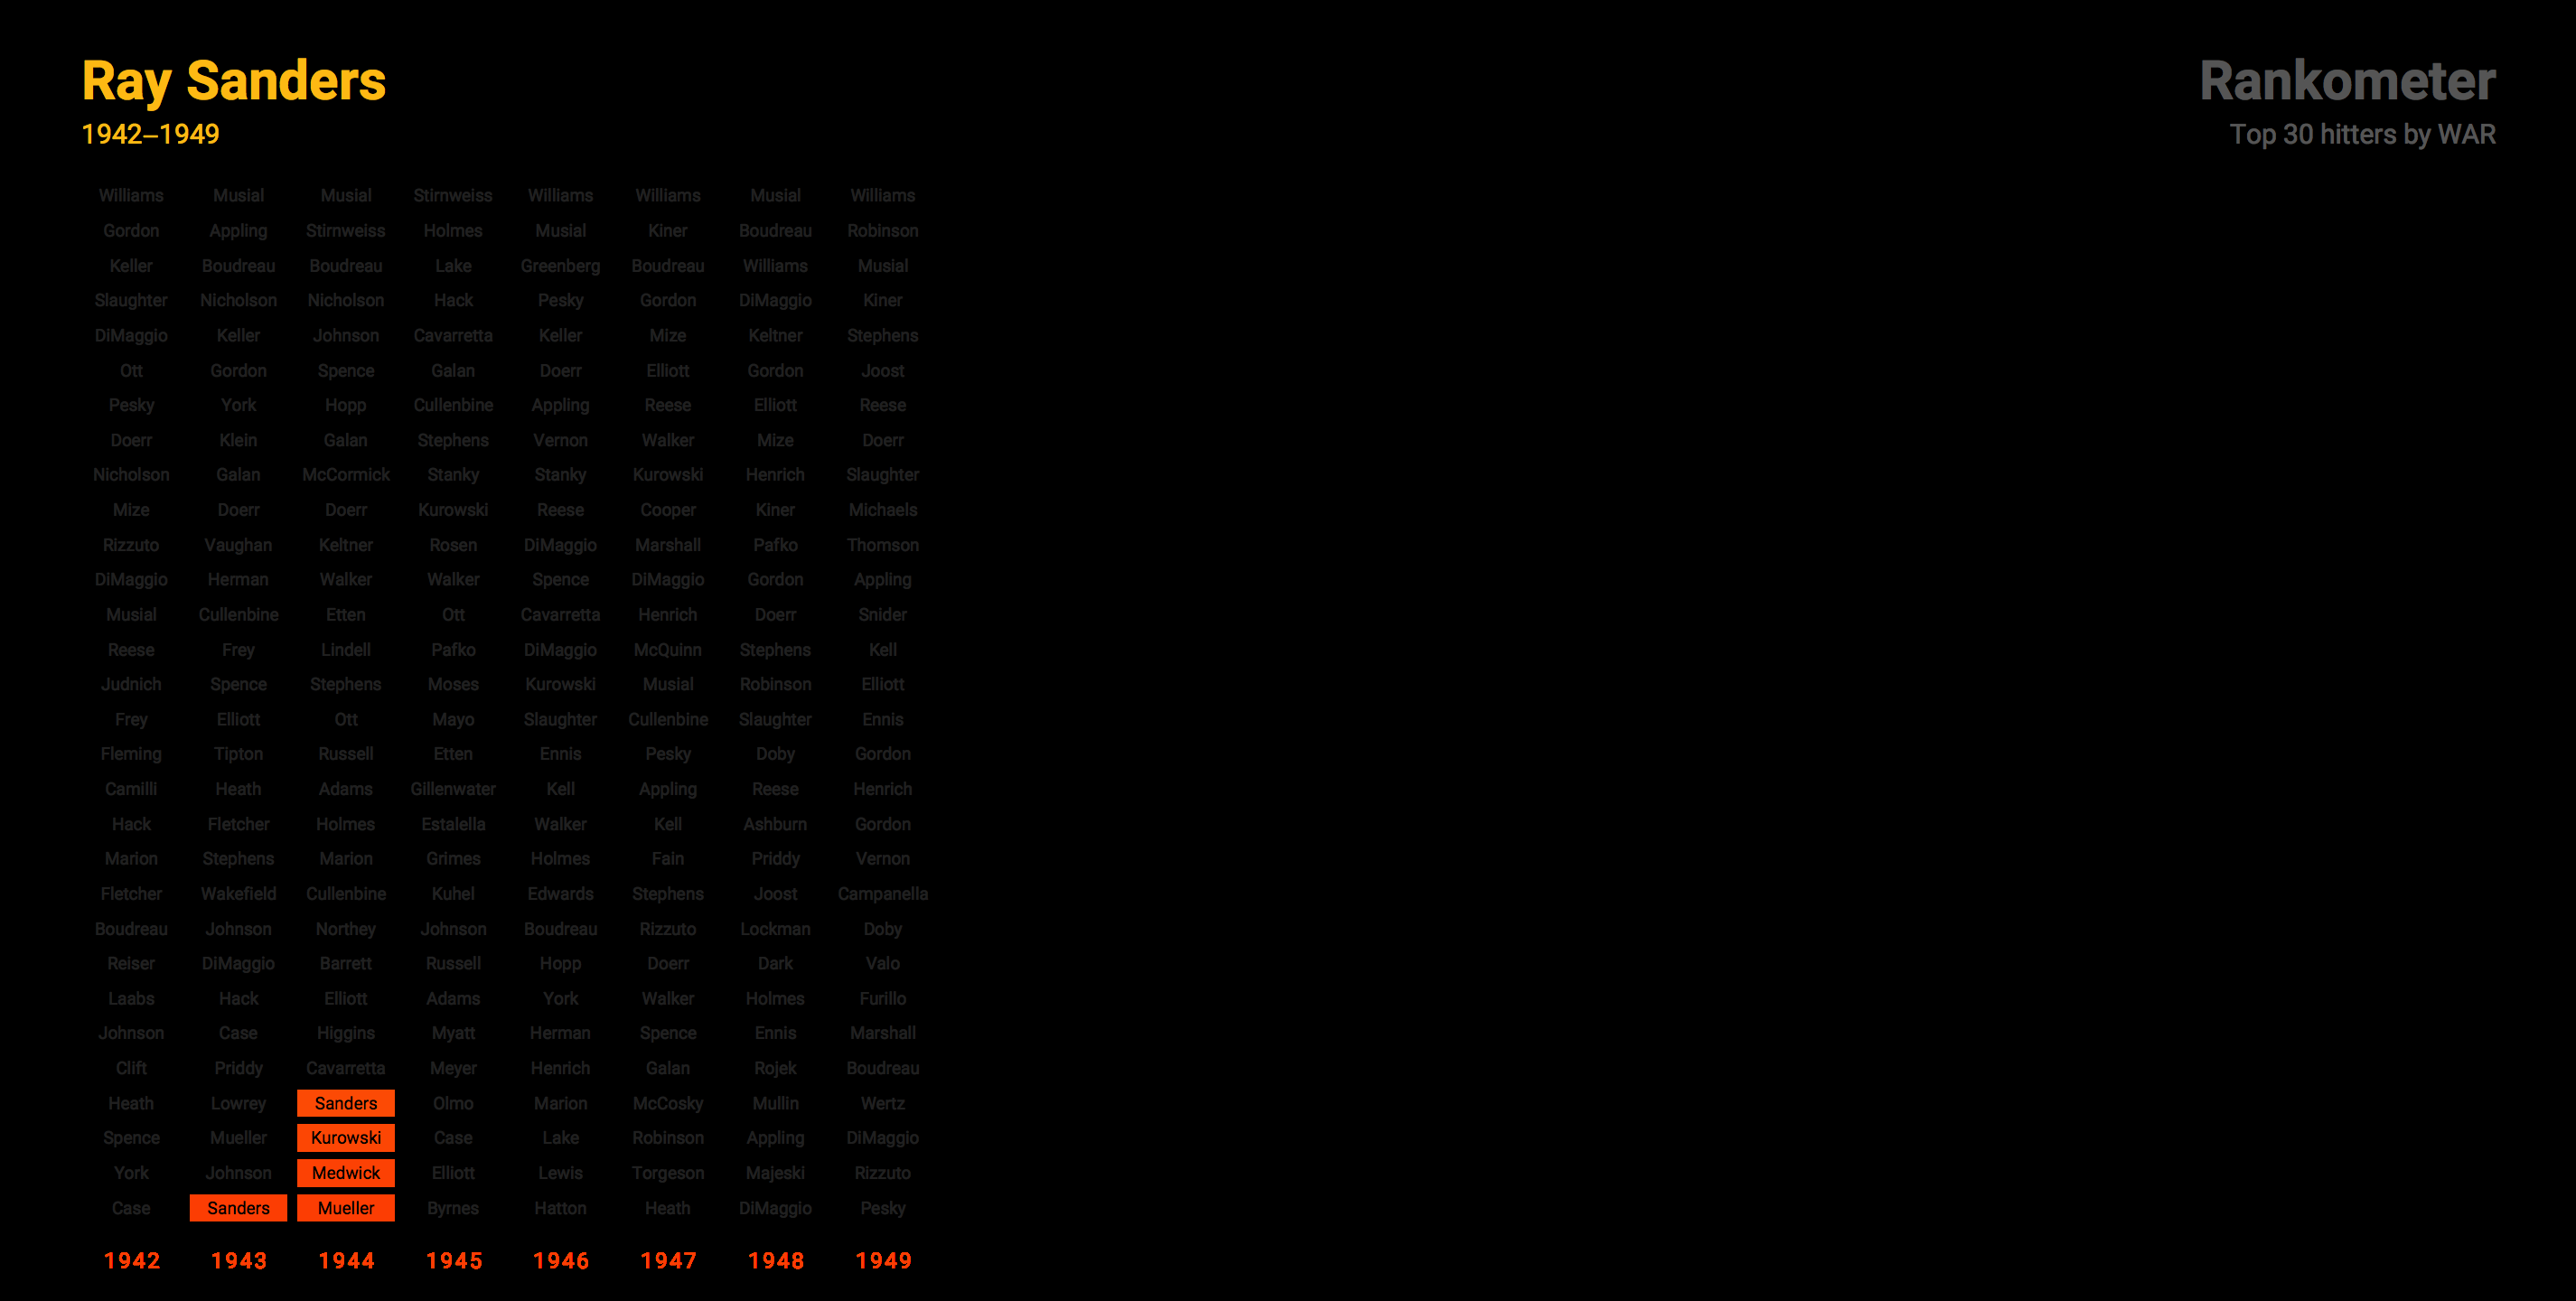 Ray Sanders
1942–1949
Rankometer
Top 30 hitters by WAR
Williams Musial Musial Stirnweiss Williams Williams Musial Williams
Gordon Appling Stirnweiss Holmes Musial Kiner Boudreau Robinson
Keller Boudreau Boudreau Lake Greenberg Boudreau Williams Musial
Slaughter Nicholson Nicholson Hack Pesky Gordon DiMaggio Kiner
DiMaggio Keller Johnson Cavarretta Keller Mize Keltner Stephens
Ott Gordon Spence Galan Doerr Elliott Gordon Joost
Pesky York Hopp Cullenbine Appling Reese Elliott Reese
Doerr Klein Galan Stephens Vernon Walker Mize Doerr
Nicholson Galan McCormick Stanky Stanky Kurowski Henrich Slaughter
Mize Doerr Doerr Kurowski Reese Cooper Kiner Michaels
Rizzuto Vaughan Keltner Rosen DiMaggio Marshall Pafko Thomson
DiMaggio Herman Walker Walker Spence DiMaggio Gordon Appling
Musial Cullenbine Etten Ott Cavarretta Henrich Doerr Snider
Reese Frey Lindell Pafko DiMaggio McQuinn Stephens Kell
Judnich Spence Stephens Moses Kurowski Musial Robinson Elliott
Frey Elliott Ott Mayo Slaughter Cullenbine Slaughter Ennis
Fleming Tipton Russell Etten Ennis Pesky Doby Gordon
Camilli Heath Adams Gillenwater Kell Appling Reese Henrich
Hack Fletcher Holmes Estalella Walker Kell Ashburn Gordon
Marion Stephens Marion Grimes Holmes Fain Priddy Vernon
Fletcher Wakefield Cullenbine Kuhel Edwards Stephens Joost Campanella
Boudreau Johnson Northey Johnson Boudreau Rizzuto Lockman Doby
Reiser DiMaggio Barrett Russell Hopp Doerr Dark Valo
Laabs Hack Elliott Adams York Walker Holmes Furillo
Johnson Case Higgins Myatt Herman Spence Ennis Marshall
Clift Priddy Cavarretta Meyer Henrich Galan Rojek Boudreau
Heath Lowrey Sanders Olmo Marion McCosky Mullin Wertz
Spence Mueller Kurowski Case Lake Robinson Appling DiMaggio
York Johnson Medwick Elliott Lewis Torgeson Majeski Rizzuto
Case Sanders Mueller Byrnes Hatton Heath DiMaggio Pesky
1942 1943 1944 1945 1946 1947 1948 1949